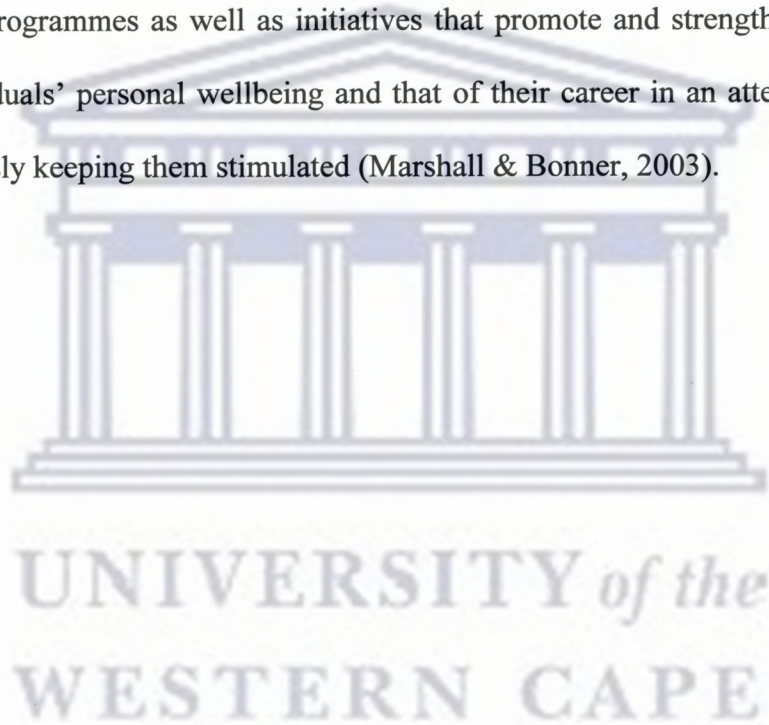 rogrammes as well as initiatives that promote and strength
duals’ personal wellbeing and that of their career in an atte
ly keeping them stimulated (Marshall & Bonner, 2003).
UNIVERSITY of the
WESTERN CAPE